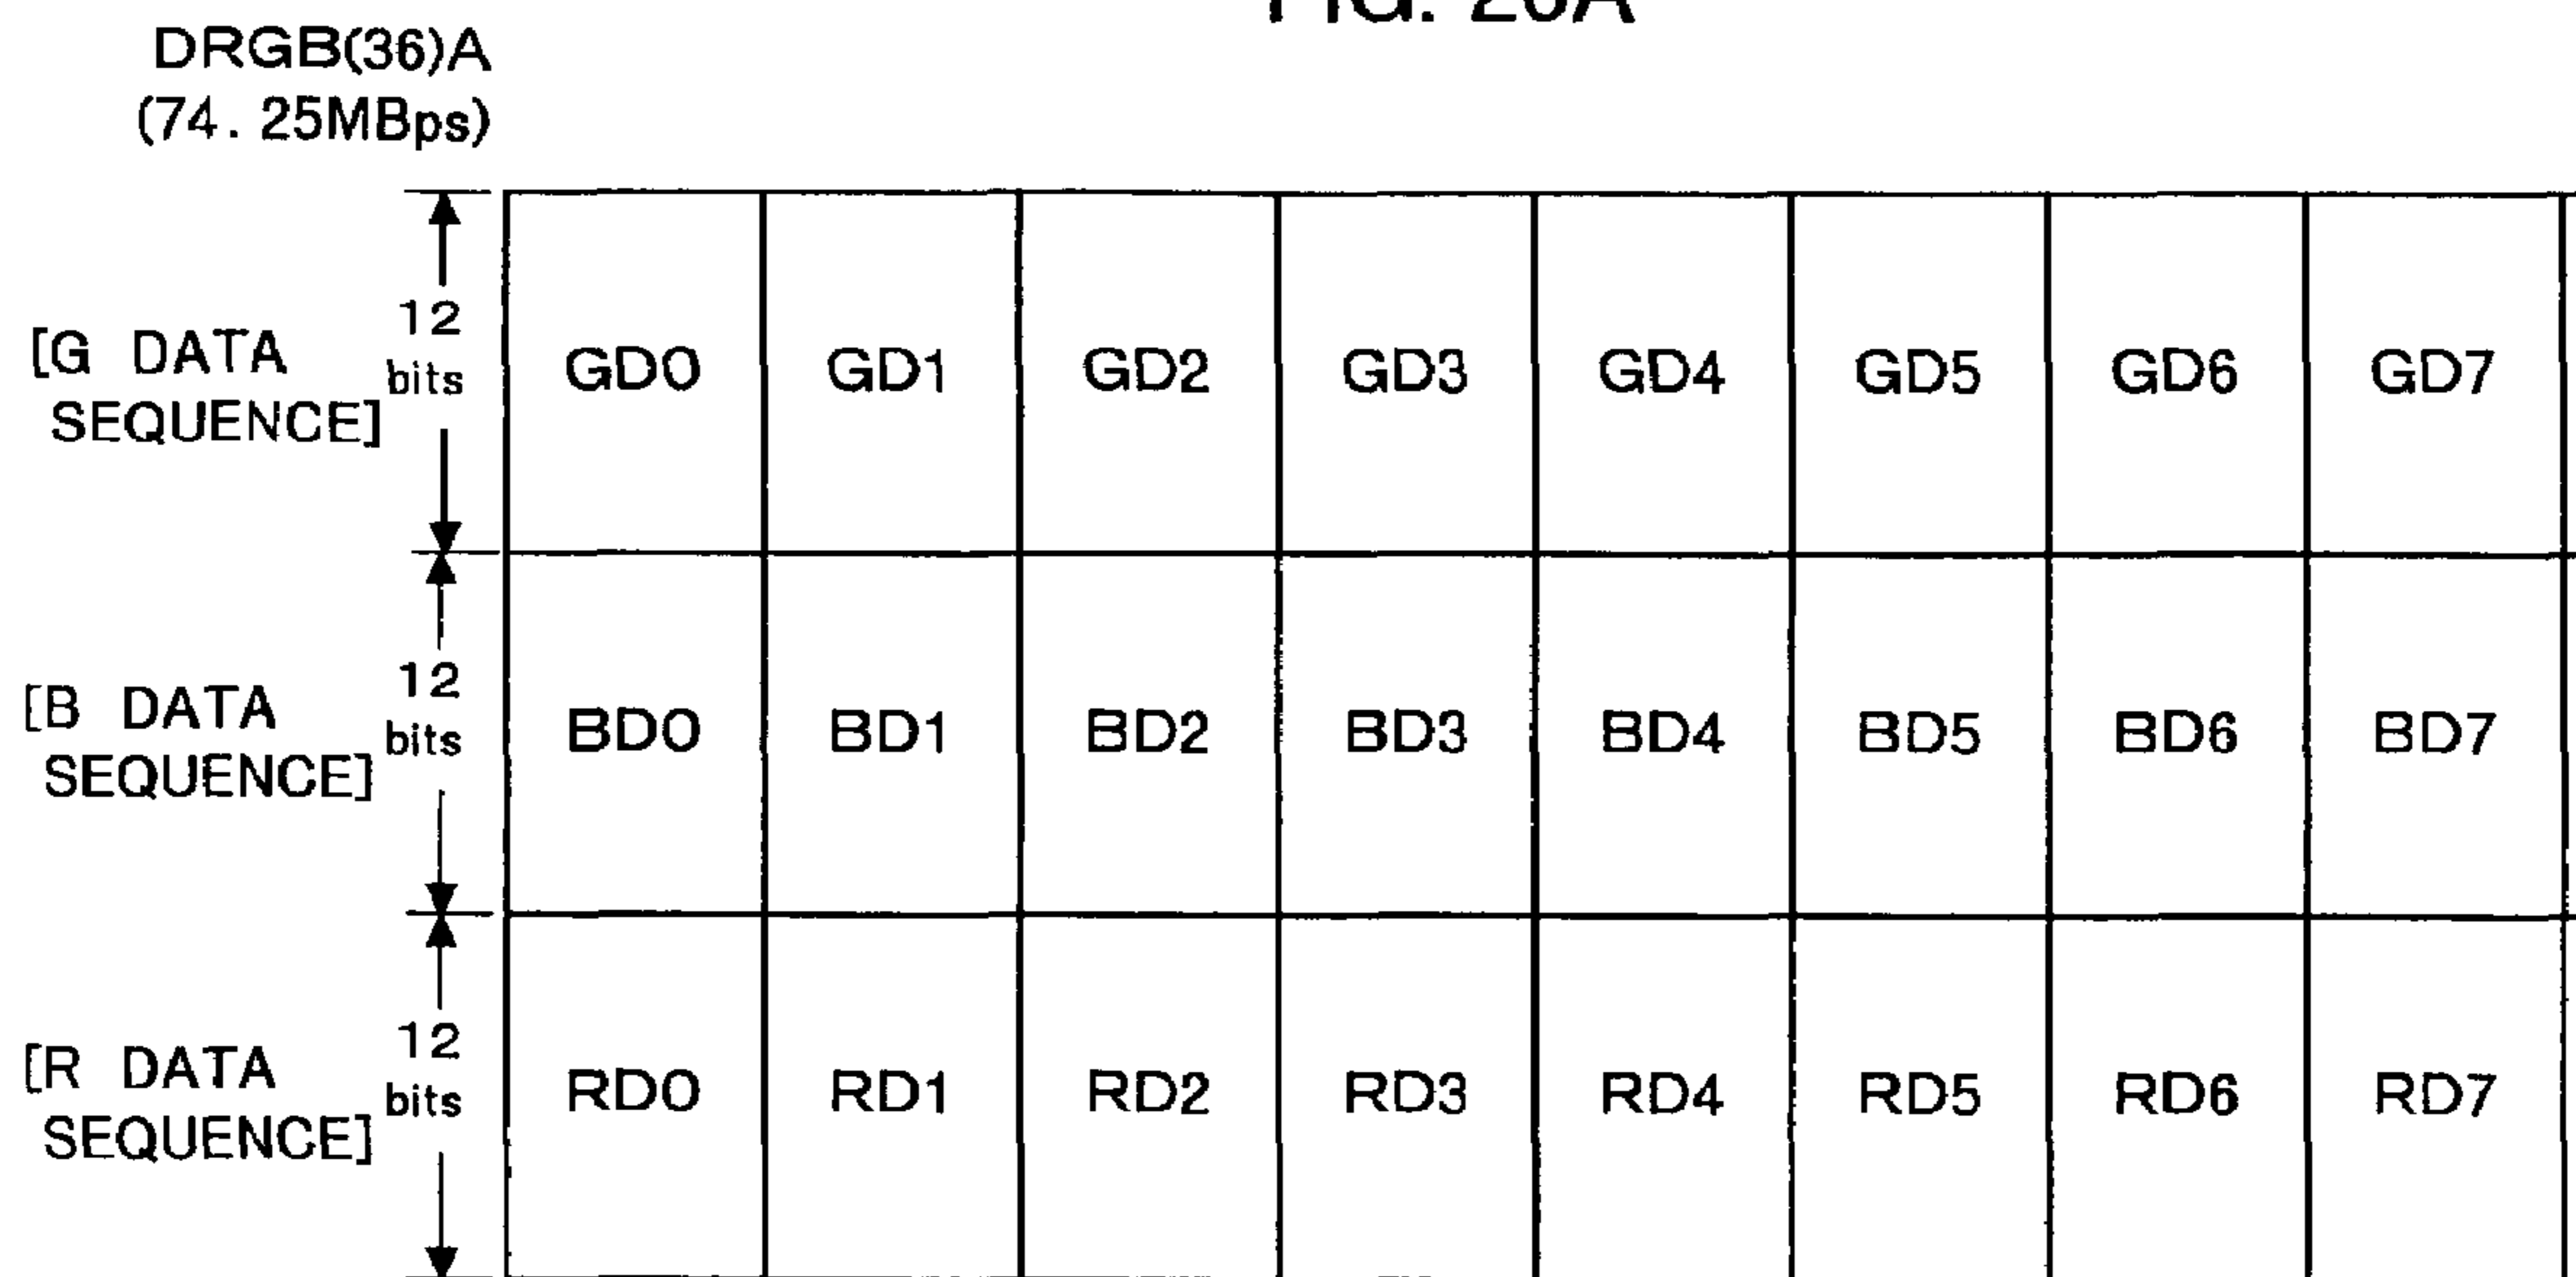 DRGB(36)A
(74. 25MBps)
[G DATA
SEQUENCE]
12
bits
GD0 GD1 GD2 GD3 GD4 GD5 GD6 GD7
[B DATA
SEQUENCE]
12
bits
BD0 BD1 BD2 BD3 BD4 BD5 BD6 BD7
[R DATA
SEQUENCE]
12
bits
RD0 RD1 RD2 RD3 RD4 RD5 RD6 RD7